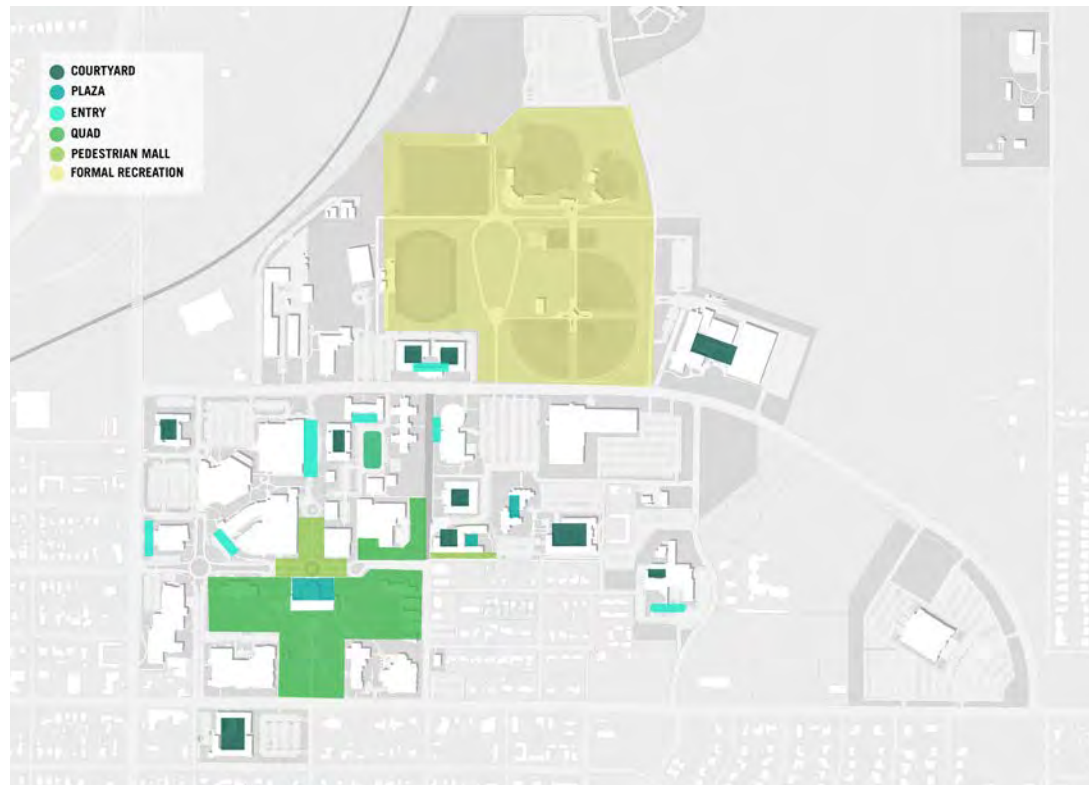 COURTYARD
PLAZA
ENTRY
QUAD
PEDESTRIAN MALL
FORMAL RECREATION